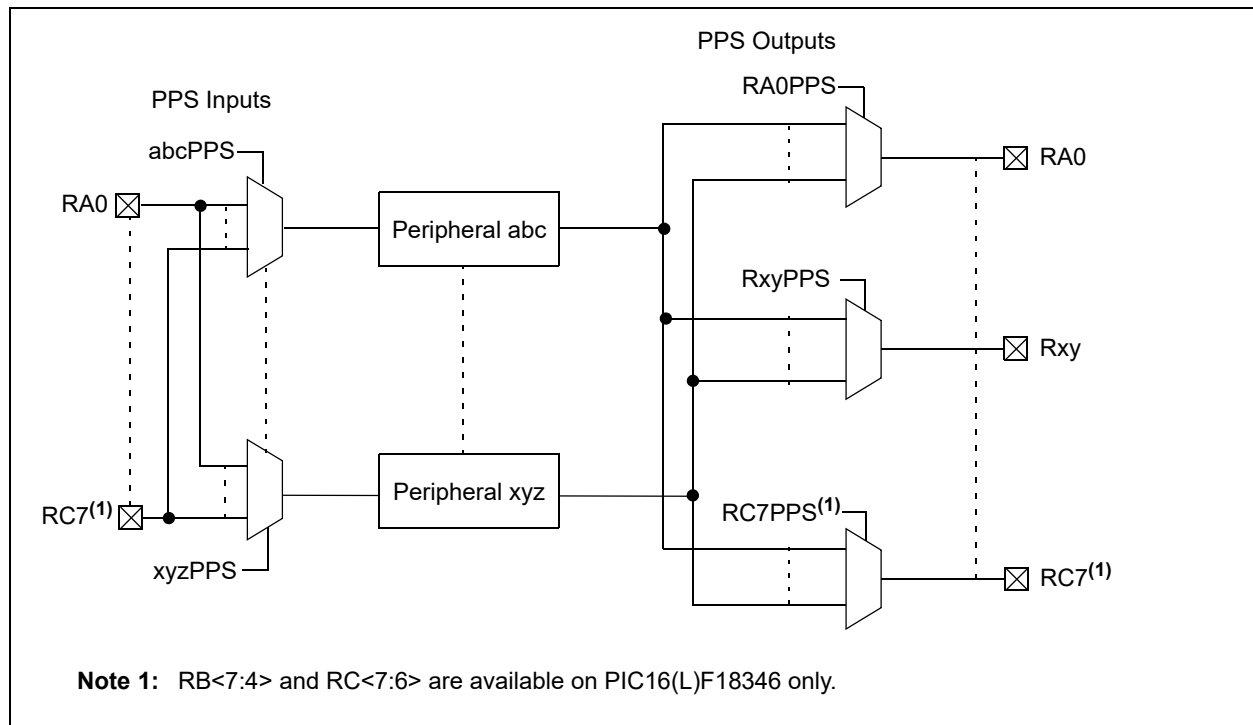 PPS Outputs
RA0PPS
PPS Inputs
abcPPS
RA0
RA0
Peripheral abc
RxyPPS
Rxy
Peripheral xyz
RC7(1)
RC7PPS(1)
xyzPPS
RC7(1)
Note 1: RB<7:4> and RC<7:6> are available on PIC16(L)F18346 only.